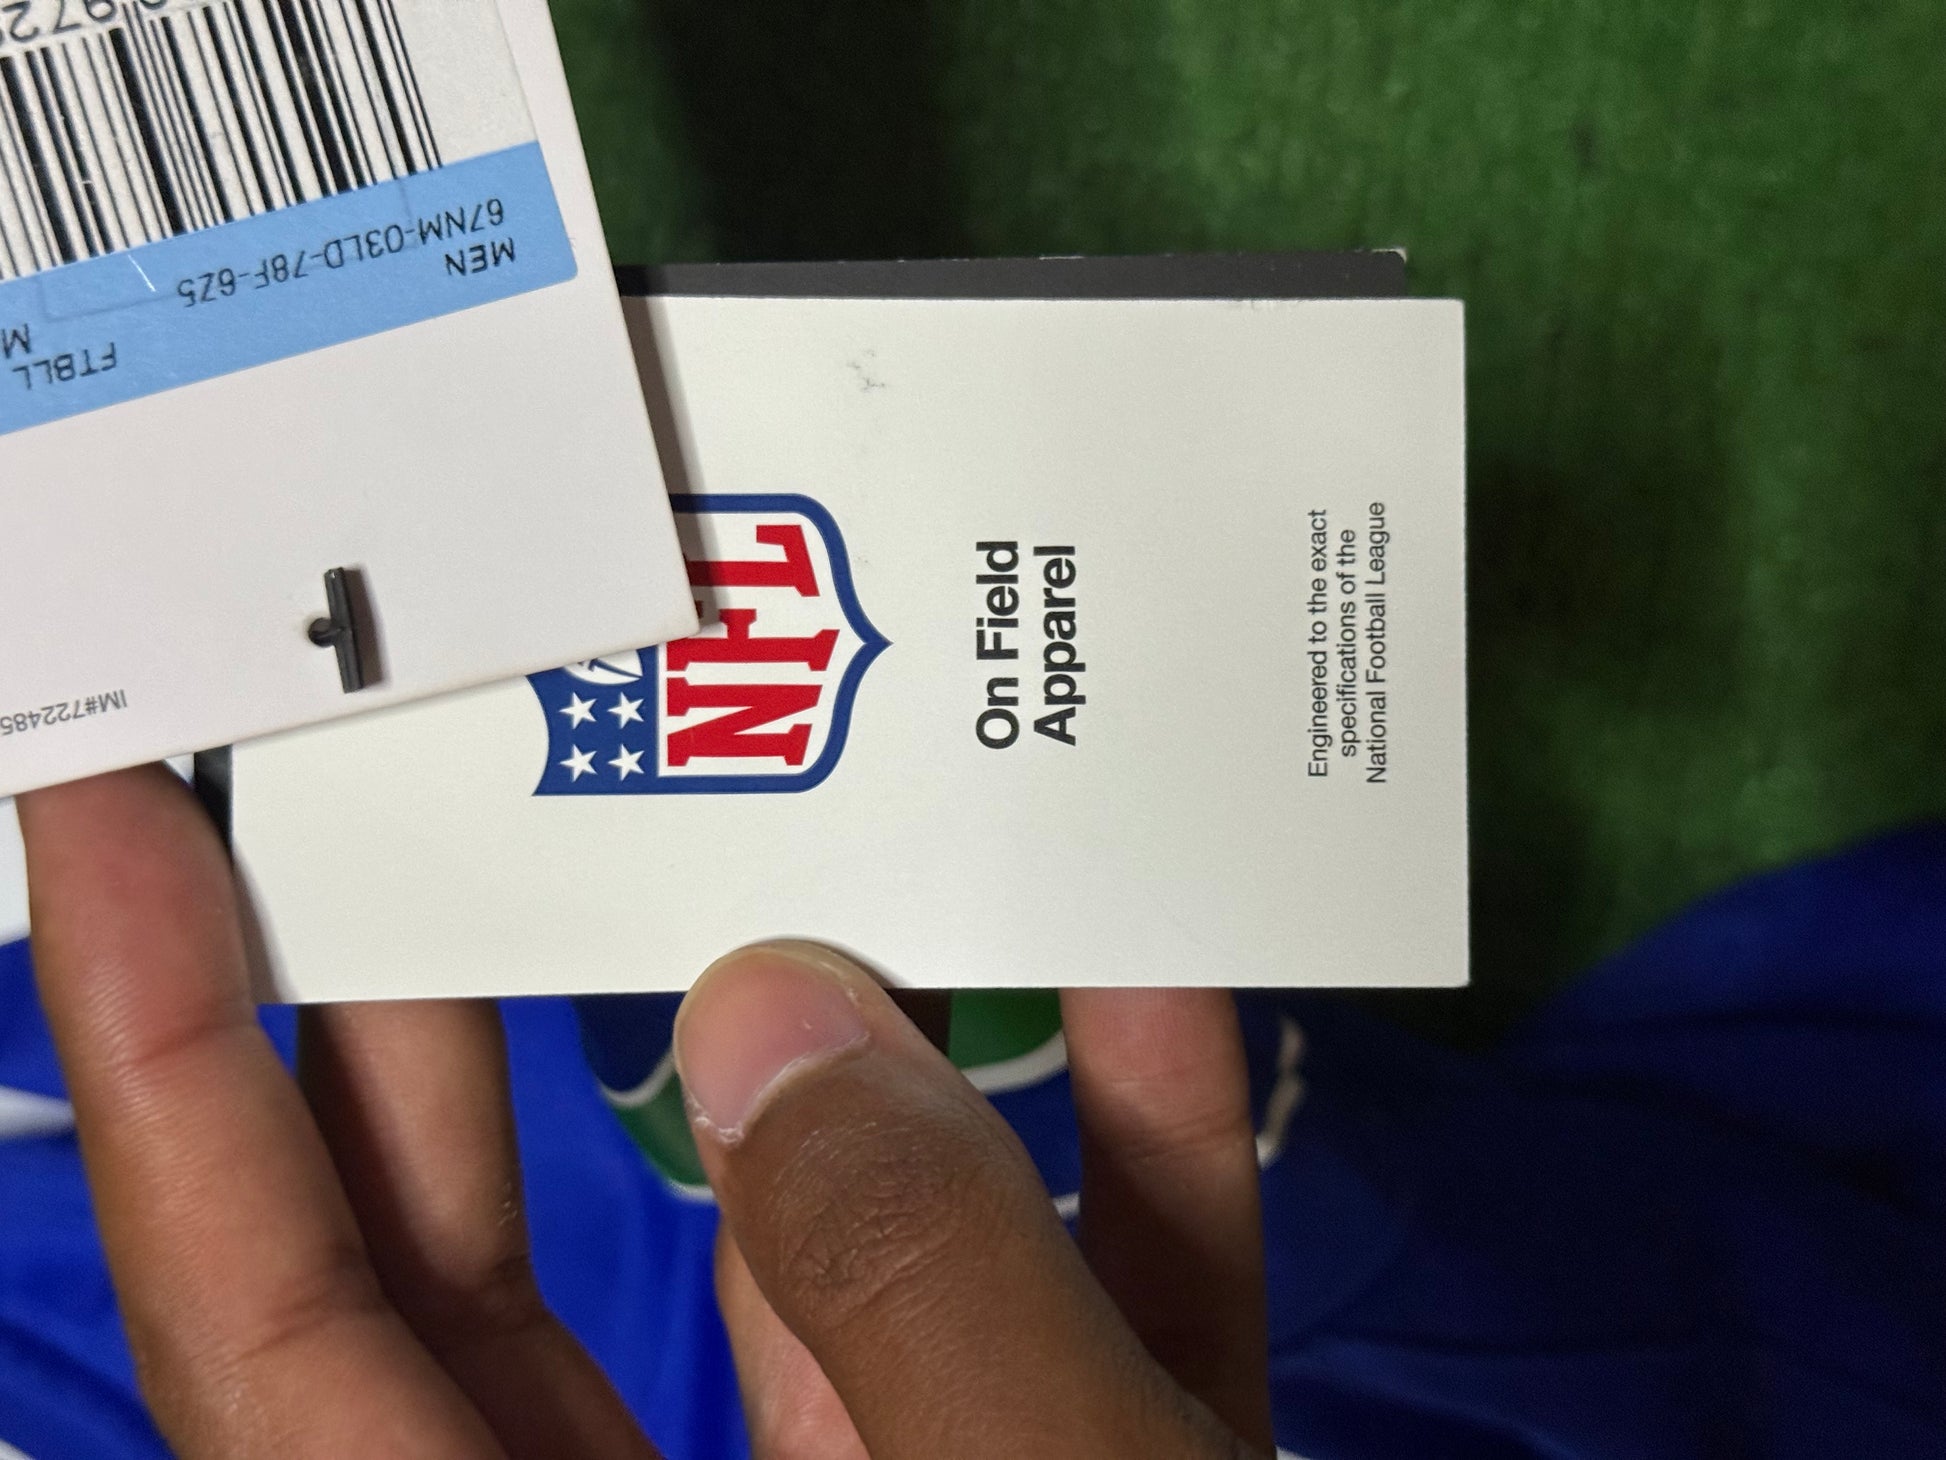 MEN
67NM-03LD-78F-6Z5
FTBLL
M
IM#722485
NFL
On Field
Apparel
Engineered to the exact
specifications of the
National Football League